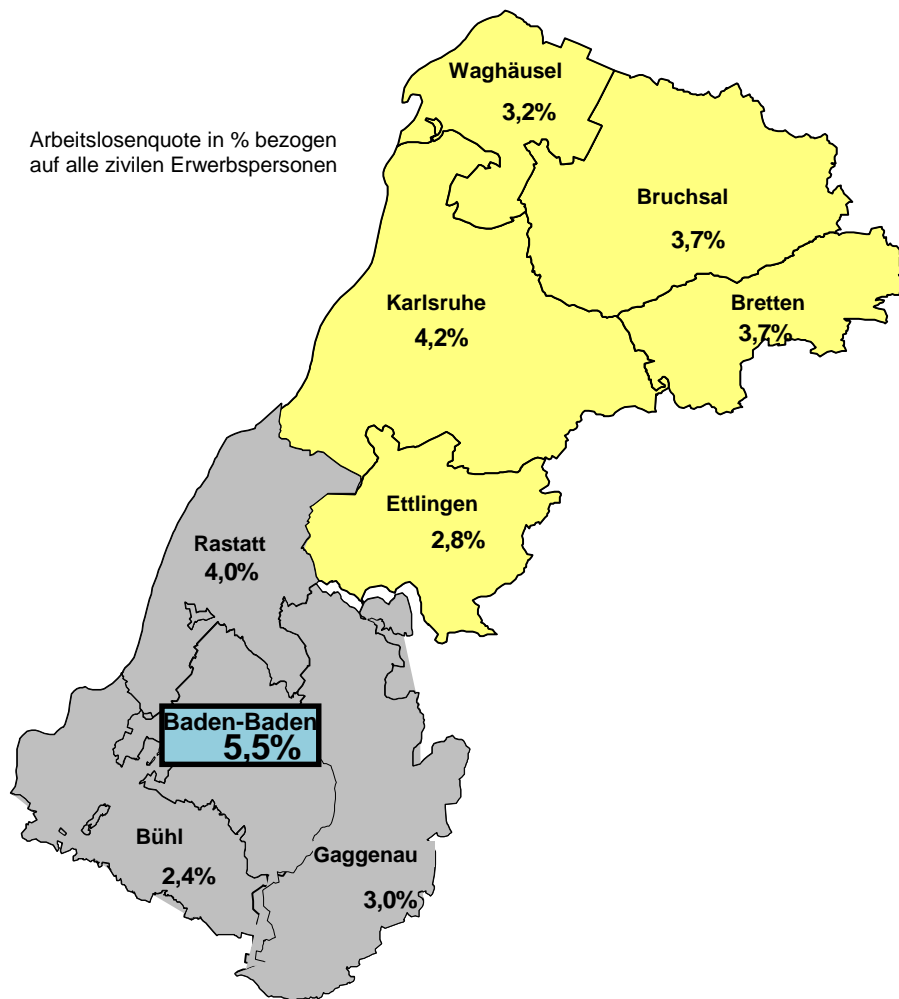 Waghäusel
3,2%
Arbeitslosenquote in % bezogen
auf alle zivilen Erwerbspersonen
Bruchsal
3,7%
Karlsruhe
4,2%
Bretten
3,7%
Ettlingen
2,8%
Rastatt
4,0%
Baden-Baden
5,5%
Bühl
2,4%
Gaggenau
3,0%